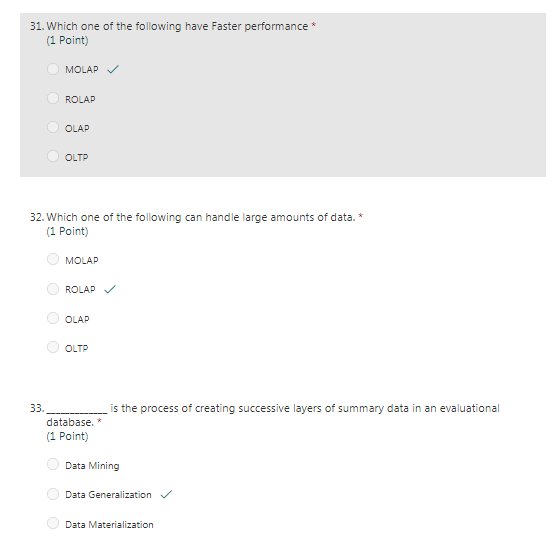 31. Which one of the following have Faster performance *
(1 Point)
MOLAP
ROLAP
OLAP
OLTP
32. Which one of the following can handle large amounts of data. *
(1 Point)
MOLAP
ROLAP
OLAP
OLTP
33. ____________ is the process of creating successive layers of summary data in an evaluational
database. *
(1 Point)
Data Mining
Data Generalization
Data Materialization